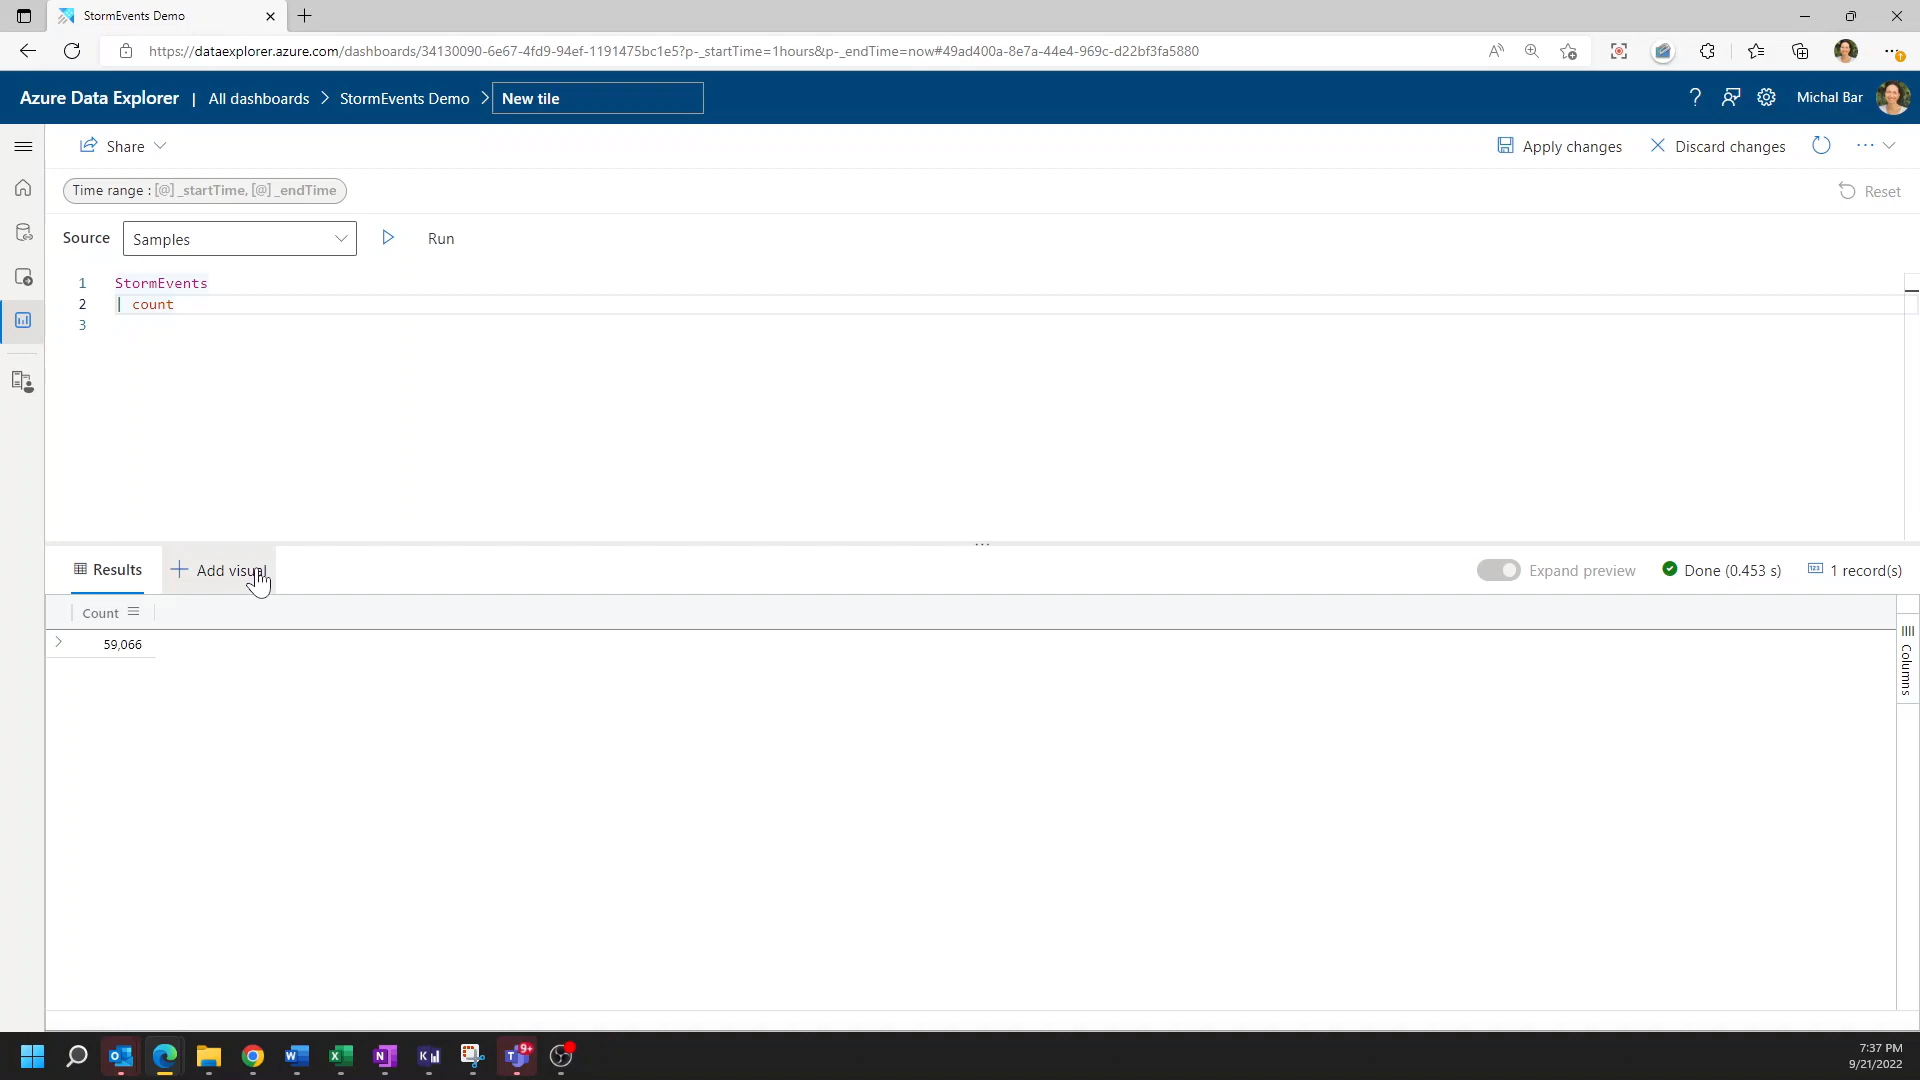 StormEvents Demo
https://dataexplorer.azure.com/dashboards/34130090-6e67-4fd9-94ef-1191475bc1e5?p-_startTime=1hours&p-_endTime=now#49ad400a-8e7a-44e4-969c-d22bf3fa5880
Azure Data Explorer | All dashboards > StormEvents Demo > New tile
Michal Bar
Share
Apply changes
Discard changes
Time range : [@]_startTime, [@]_endTime
Reset
Source
Samples
Run
1 StormEvents
2 | count
3
Results
Add visual
Expand preview
Done (0.453 s)
1 record(s)
Count
59,066
Columns
9+
7:37 PM
9/21/2022